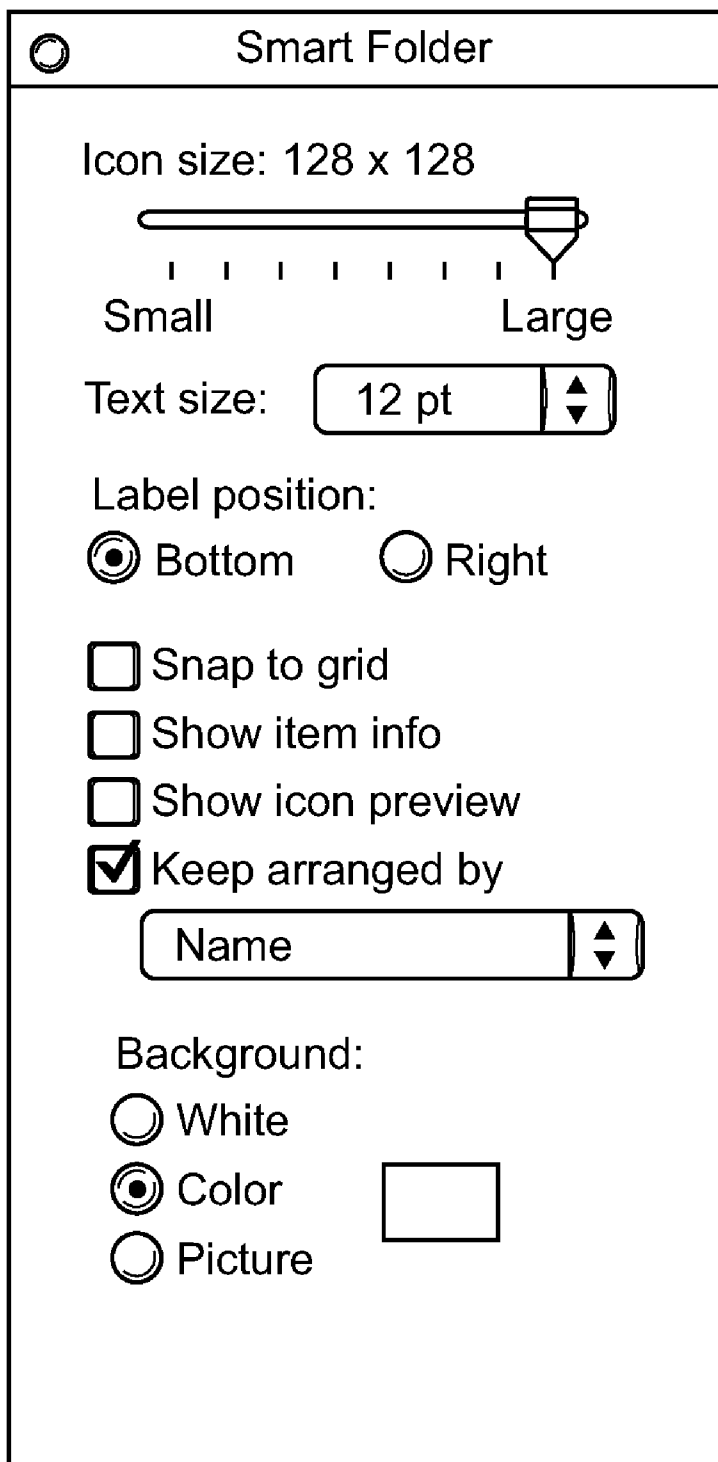 Smart Folder
Icon size: 128 x 128
Small Large
Text size: 12 pt
Label position:
Bottom Right
Snap to grid
Show item info
Show icon preview
Keep arranged by
Name
Background:
White
Color
Picture